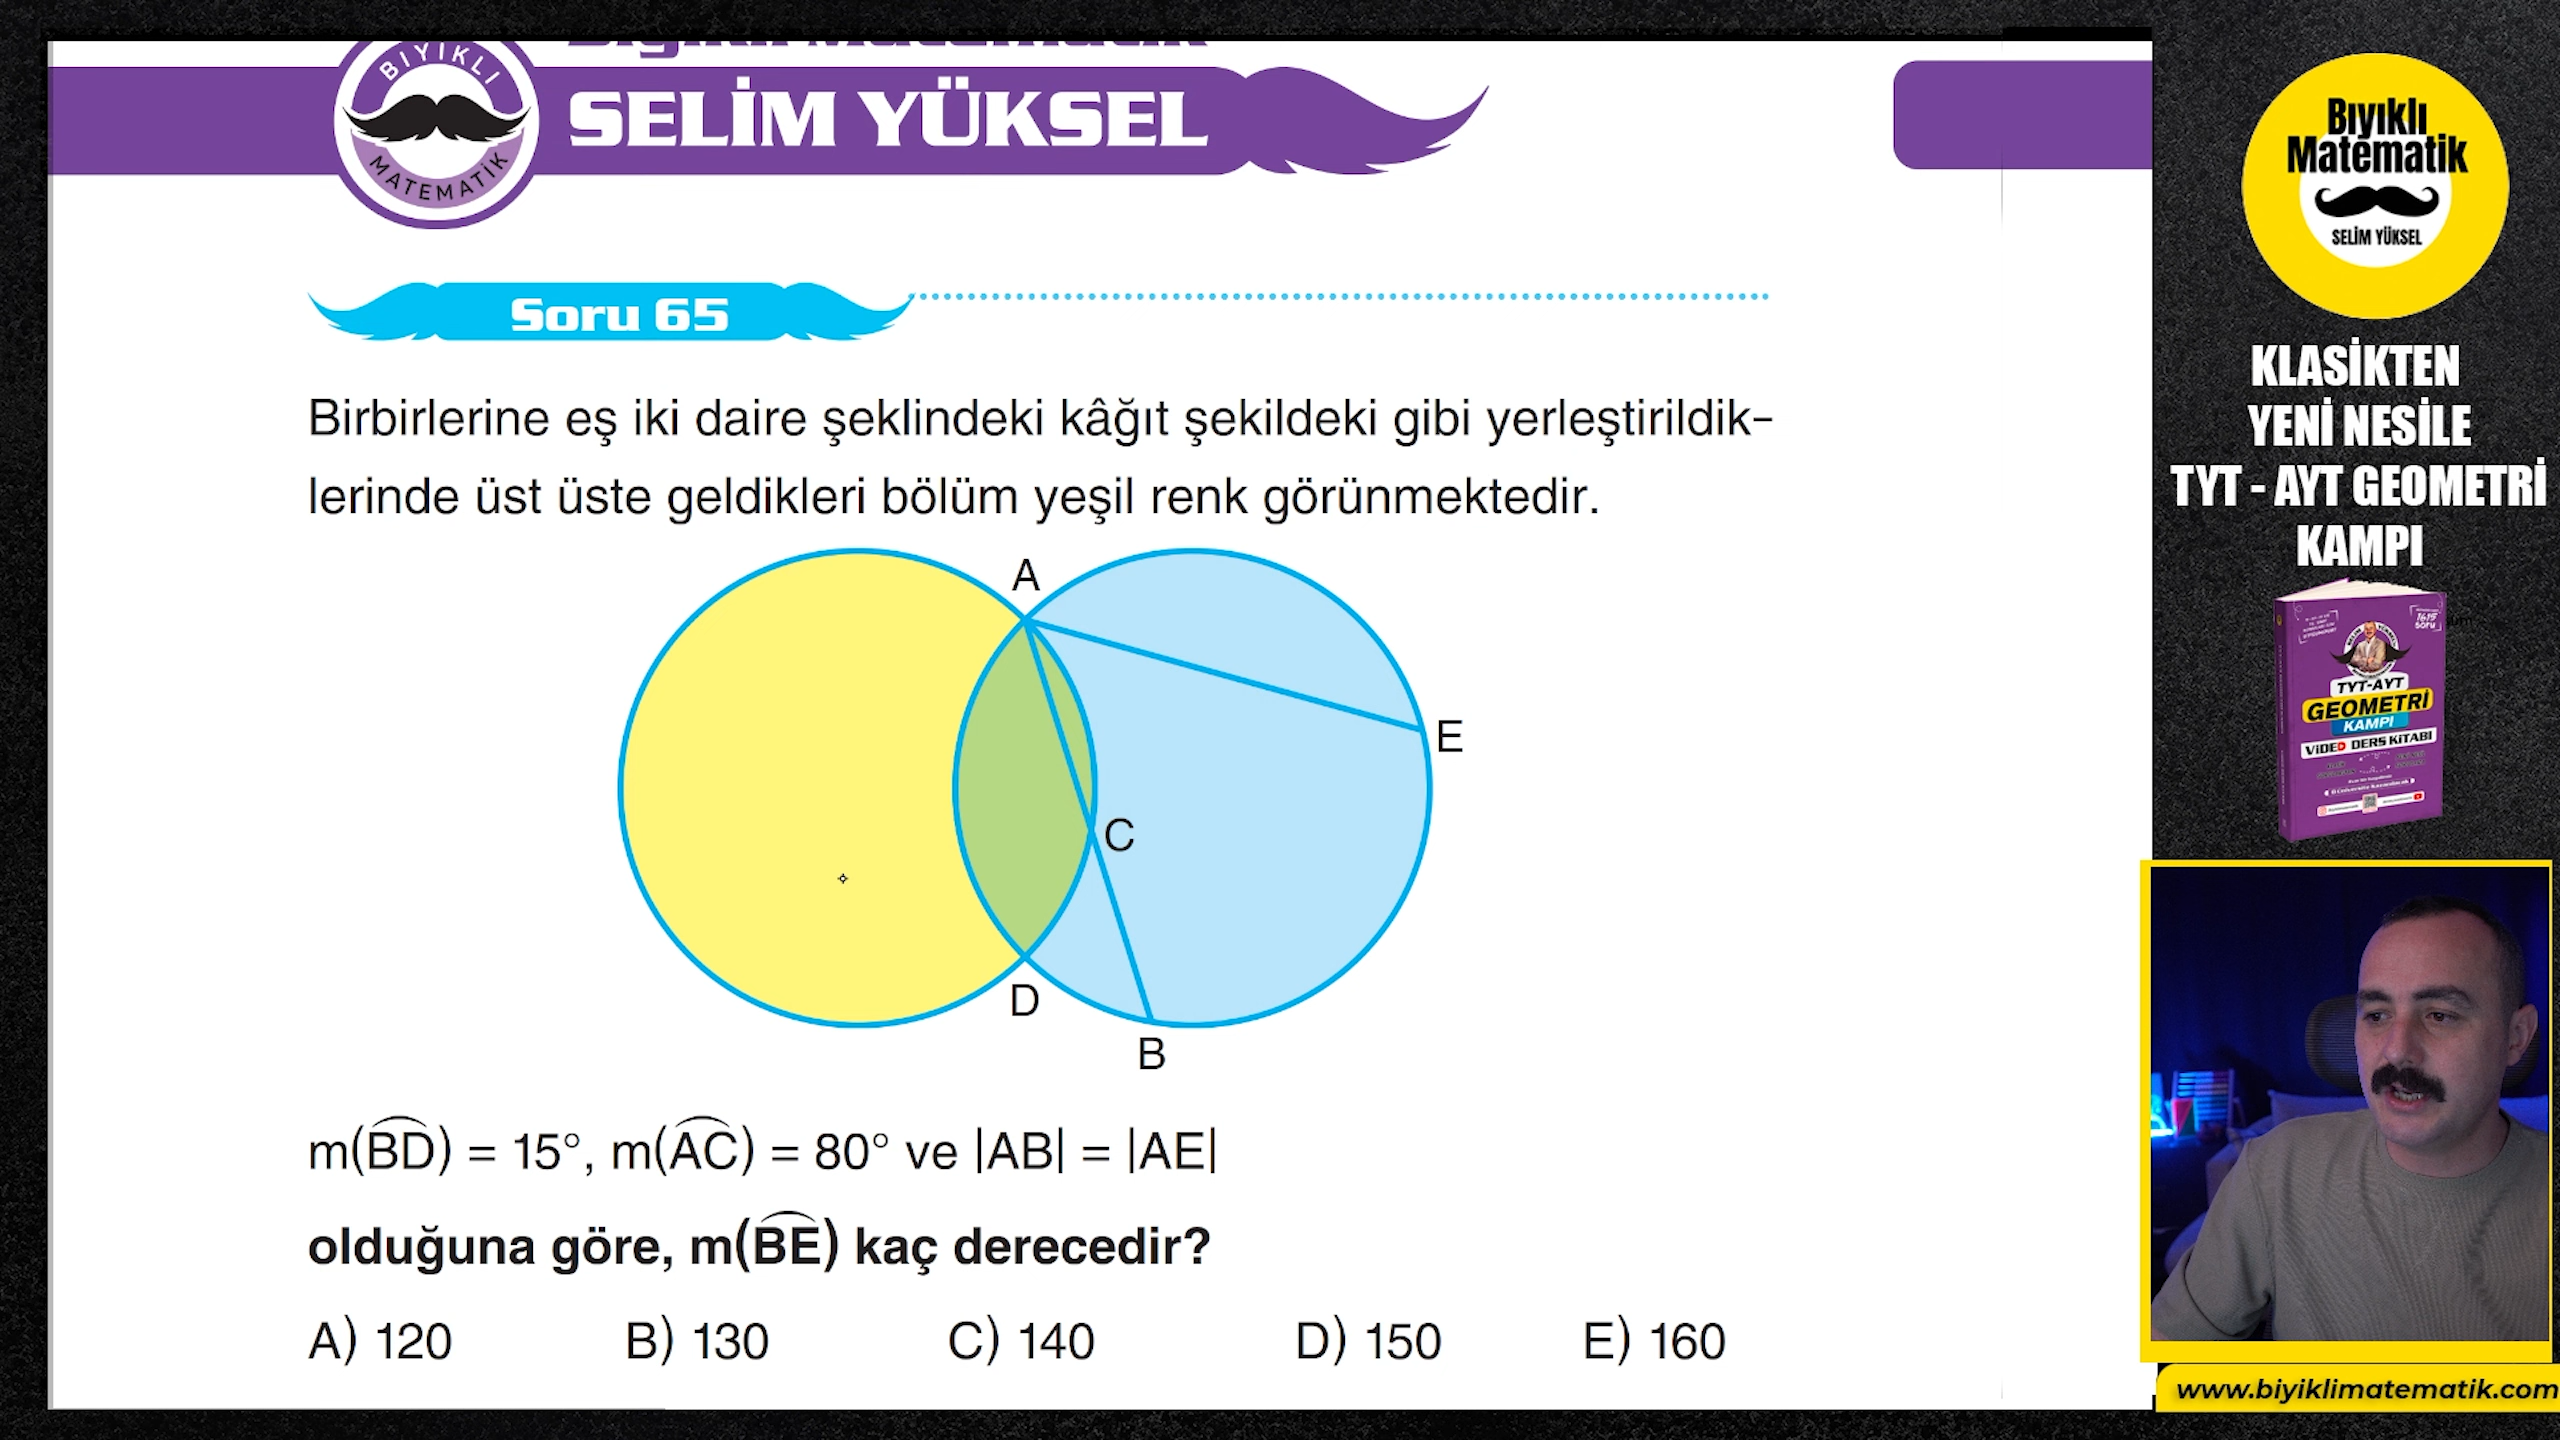 BIYIKLI
MATEMATİK
SELİM YÜKSEL
Soru 65
Birbirlerine eş iki daire şeklindeki kâğıt şekildeki gibi yerleştirildik-
lerinde üst üste geldikleri bölüm yeşil renk görünmektedir.
A
E
C
D
B
m(BD) = 15°, m(AC) = 80° ve |AB| = |AE|
olduğuna göre, m(BE) kaç derecedir?
A) 120 B) 130 C) 140 D) 150 E) 160
Bıyıklı
Matematik
SELİM YÜKSEL
KLASİKTEN
YENİ NESİLE
TYT - AYT GEOMETRİ
KAMPI
1615
soru
TYT-AYT
GEOMETRİ
KAMPI
VİDEO DERS KİTABI
www.biyiklimatematik.com